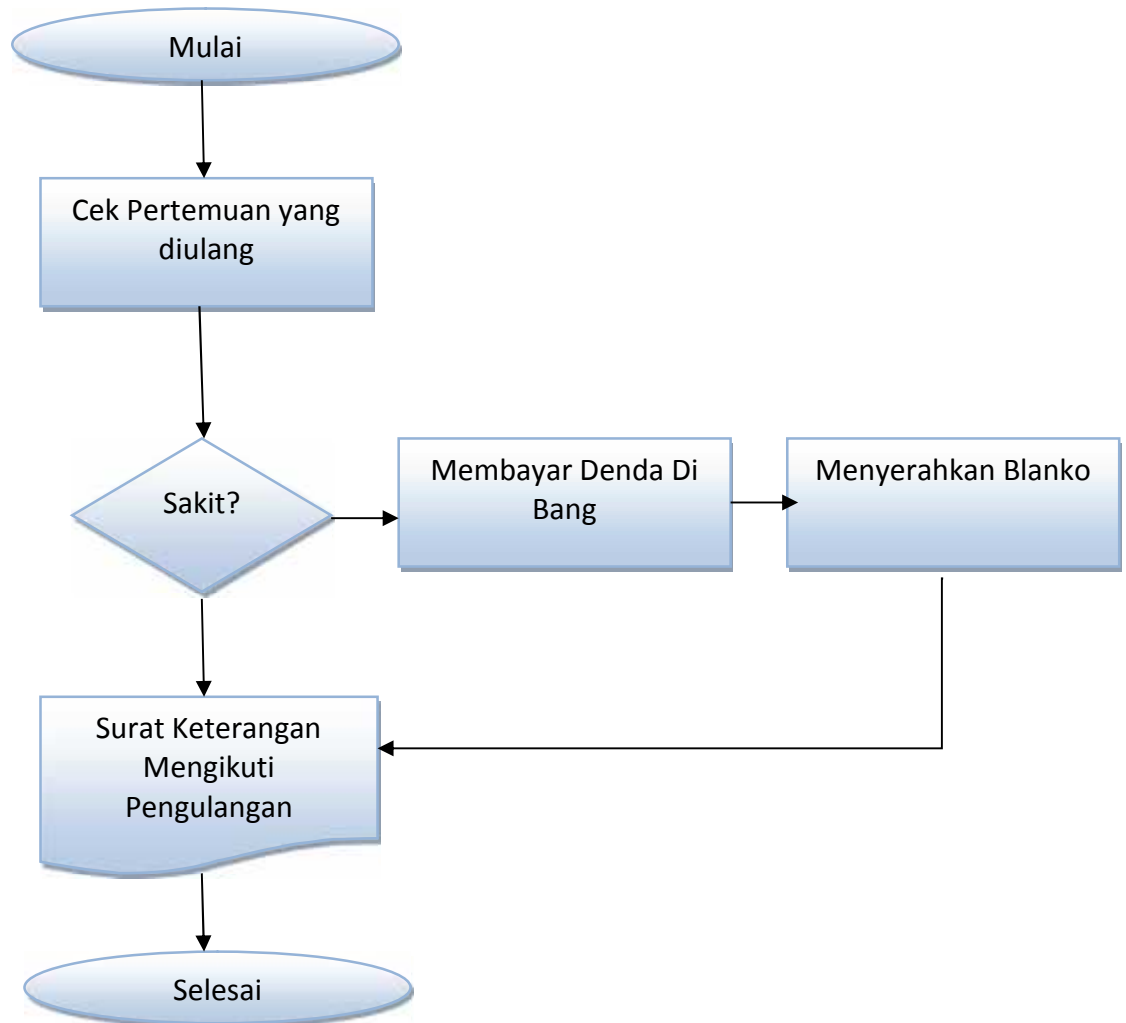 Mulai
Cek Pertemuan yang
diulang
Sakit?
Membayar Denda Di
Bang
Menyerahkan Blanko
Surat Keterangan
Mengikuti
Pengulangan
Selesai